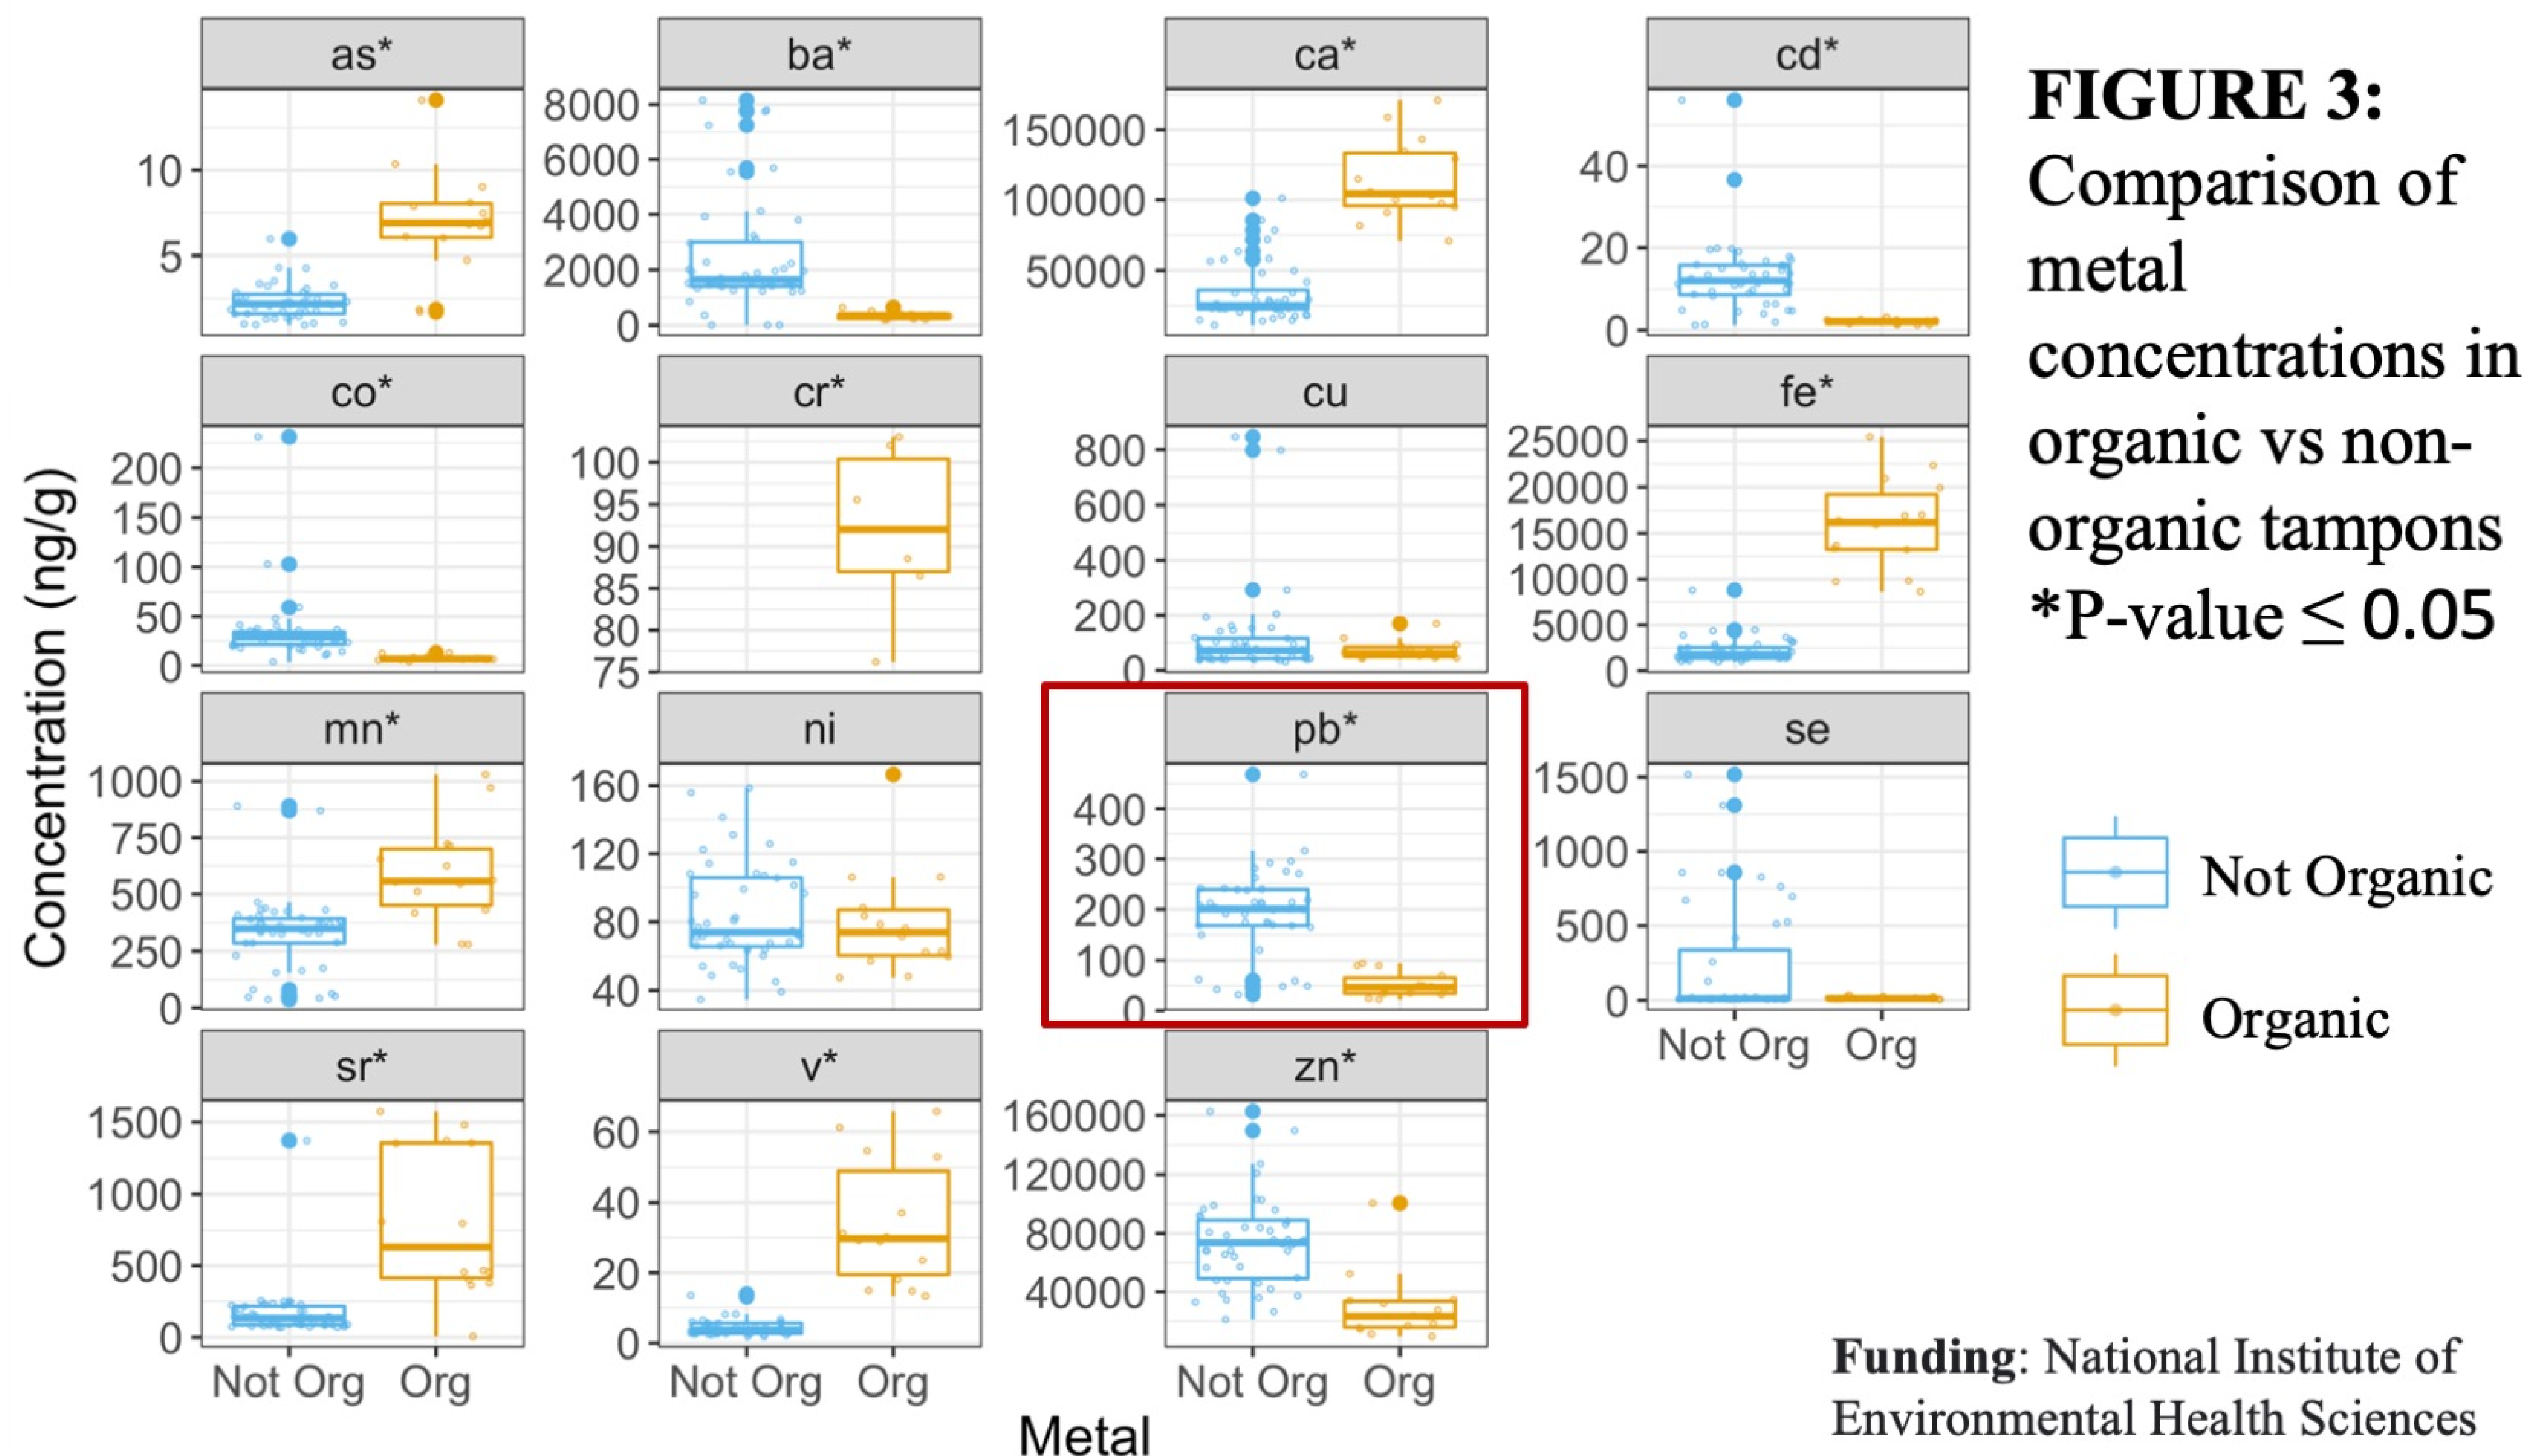 as*
ba*
ca*
cd*
10
5
8000
6000
4000
2000
0
150000
100000
50000
40
20
0
co*
cr*
cu
fe*
200
150
100
50
0
100
95
90
85
80
75
800
600
400
200
0
25000
20000
15000
10000
5000
0
mn*
ni
pb*
se
1000
750
500
250
0
160
120
80
40
400
300
200
100
0
1500
1000
500
0
Not Org Org
sr*
v*
zn*
1500
1000
500
0
60
40
20
0
160000
120000
80000
40000
Not Org Org
Not Org Org
Not Org Org
Concentration (ng/g)
Metal
FIGURE 3:
Comparison of
metal
concentrations in
organic vs non-
organic tampons
*P-value ≤ 0.05
Not Organic
Organic
Funding: National Institute of
Environmental Health Sciences